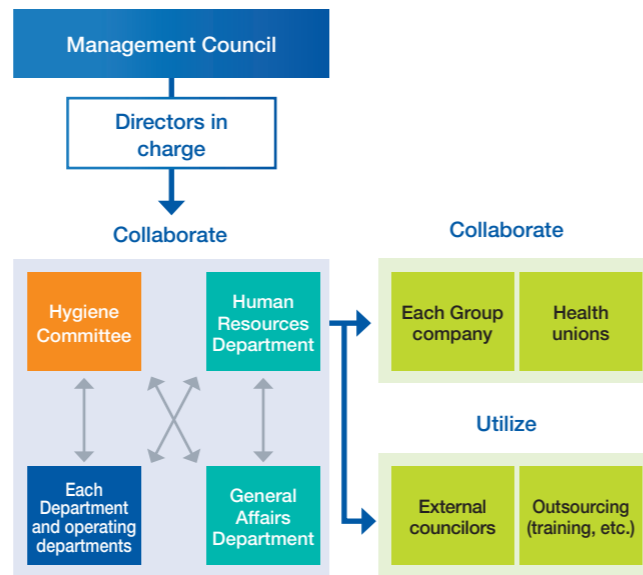 Management Council
Directors in
charge
Collaborate
Hygiene
Committee
Human
Resources
Department
Each
Department
and operating
departments
General
Affairs
Department
Collaborate
Each Group
company
Health
unions
Utilize
External
councilors
Outsourcing
(training, etc.)